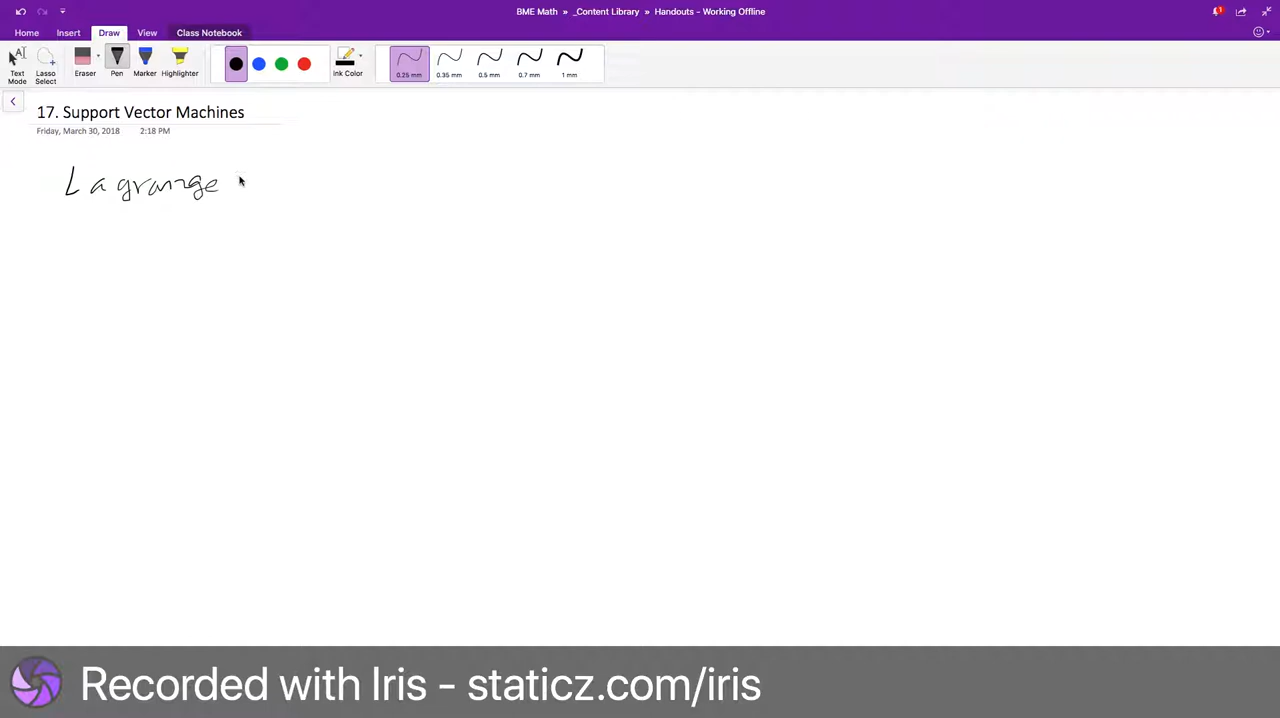 BME Math » _Content Library » Handouts - Working Offline
1
Home Insert Draw View Class Notebook
Text Mode
Lasso Select
Eraser
Pen
Marker
Highlighter
Ink Color
0.25 mm
0.35 mm
0.5 mm
0.7 mm
1 mm
17. Support Vector Machines
Friday, March 30, 2018 2:18 PM
Lagrange
Recorded with Iris - staticz.com/iris